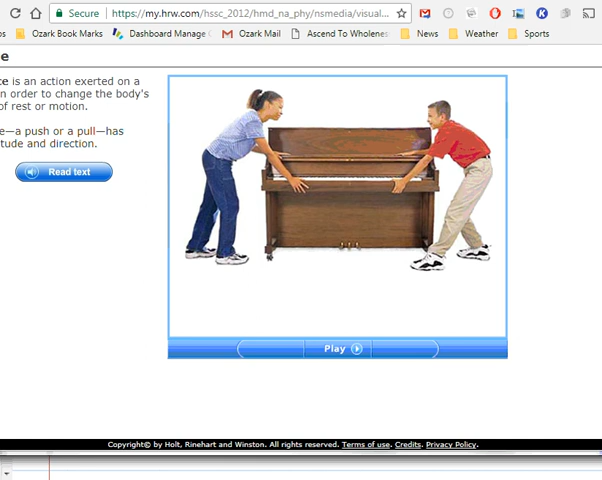 Secure https://my.hrw.com/hssc_2012/hmd_na_phy/nsmedia/visual...
ps Ozark Book Marks Dashboard Manage Ozark Mail Ascend To Wholeness News Weather Sports
e
ce is an action exerted on a
n order to change the body's
of rest or motion.
e—a push or a pull—has
tude and direction.
Read text
Play
Copyright© by Holt, Rinehart and Winston. All rights reserved. Terms of use. Credits. Privacy Policy.